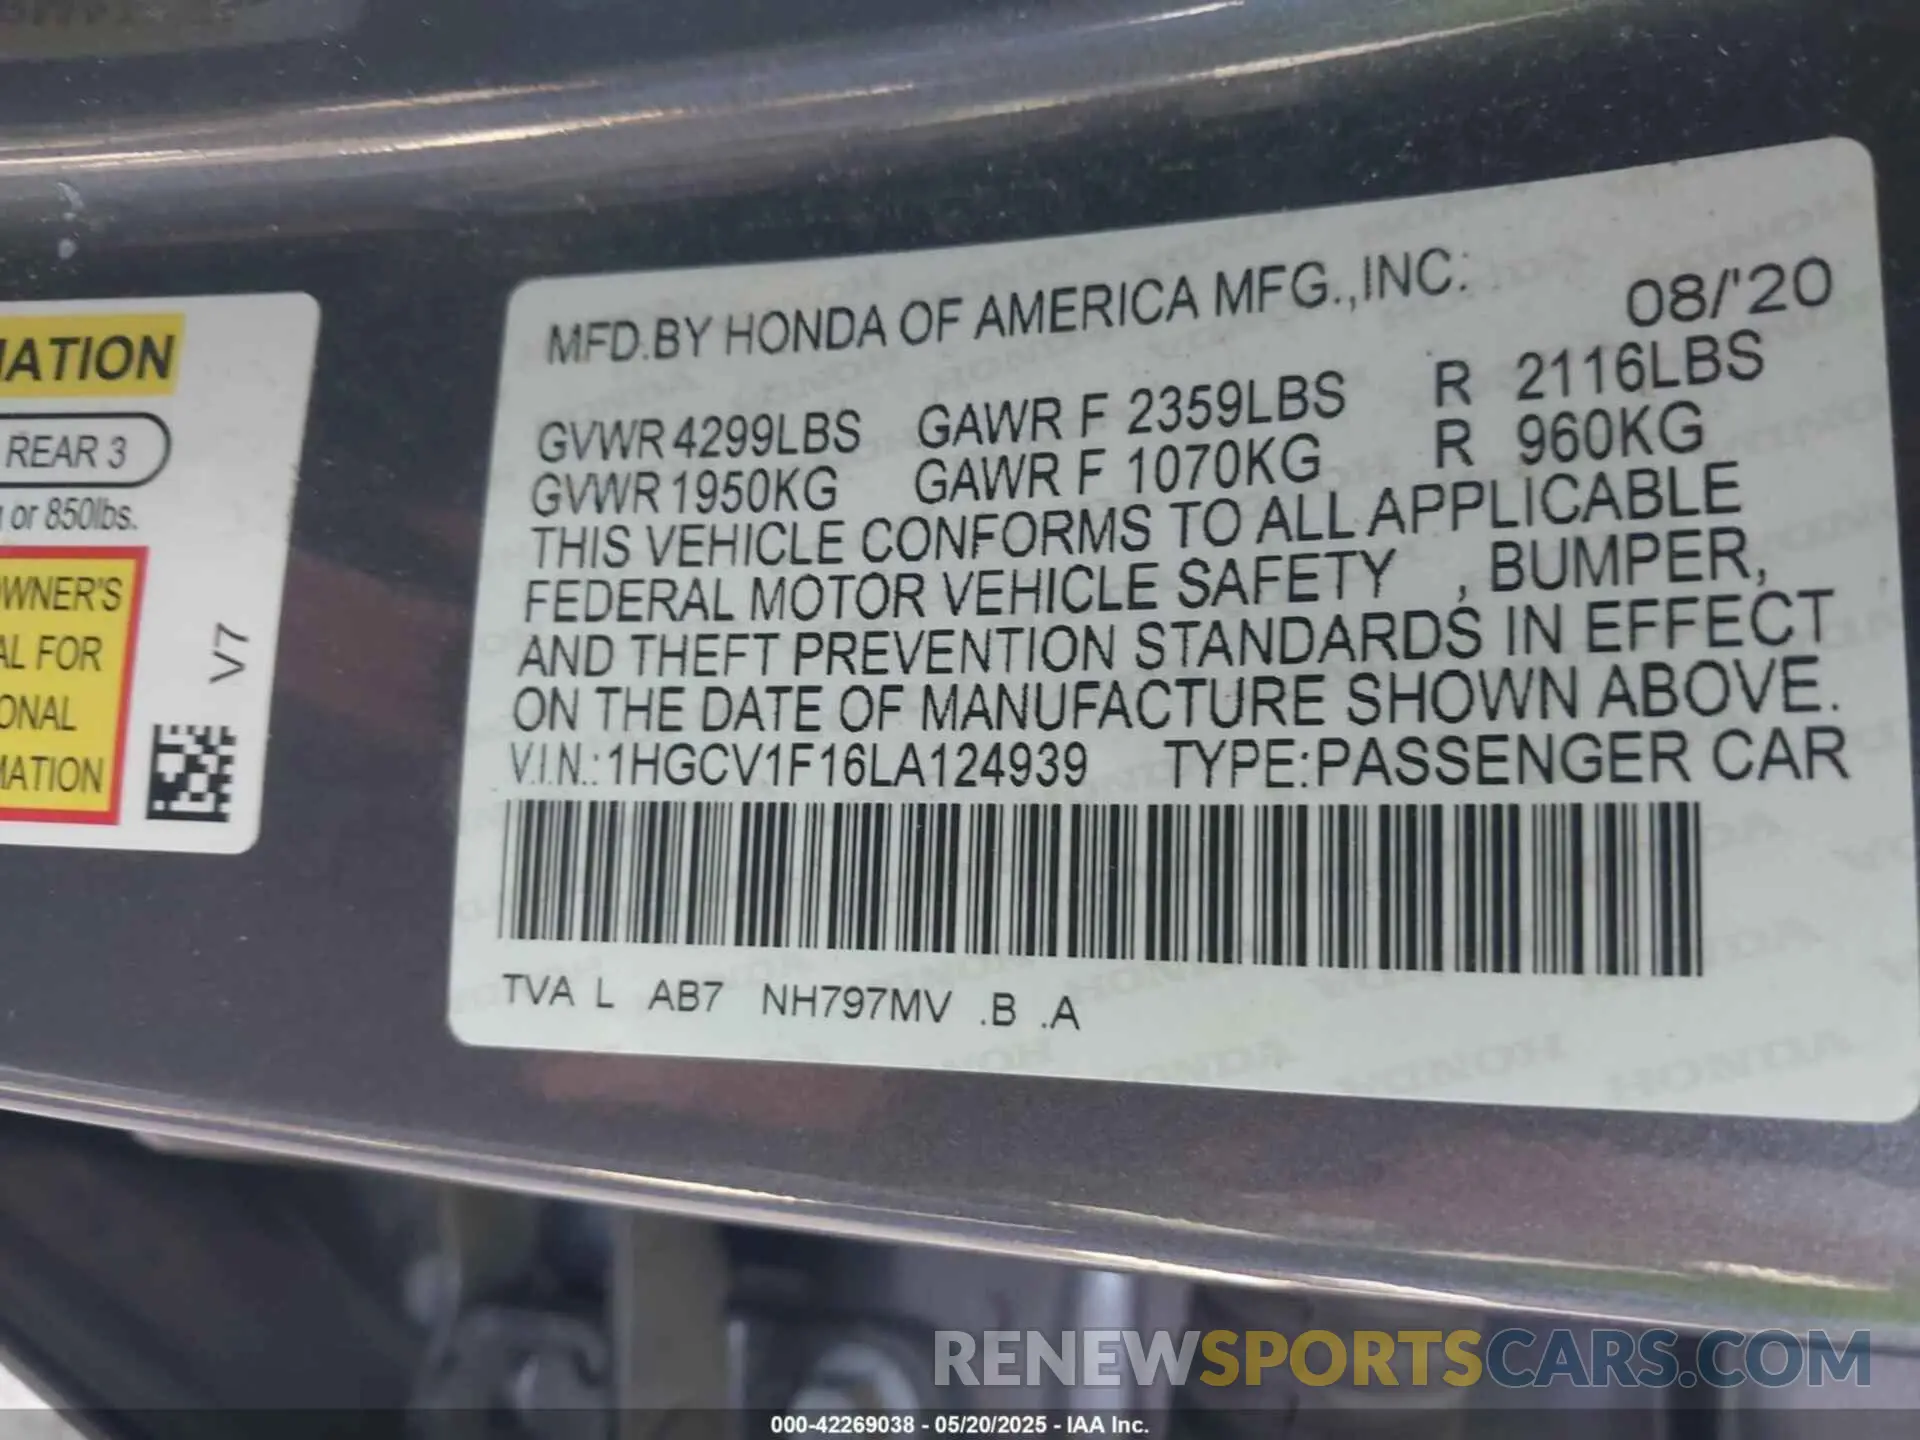 MATION
REAR 3
or 850lbs.
OWNER'S
FOR
V7
MFD.BY HONDA OF AMERICA MFG.,INC. 08/'20
GVWR 4299LBS GAWR F 2359LBS R 2116LBS
GVWR 1950KG GAWR F 1070KG R 960KG
THIS VEHICLE CONFORMS TO ALL APPLICABLE
FEDERAL MOTOR VEHICLE SAFETY , BUMPER,
AND THEFT PREVENTION STANDARDS IN EFFECT
ON THE DATE OF MANUFACTURE SHOWN ABOVE.
V.I.N.:1HGCV1F16LA124939 TYPE:PASSENGER CAR
TVA L AB7 NH797MV .B .A
RENEWSPORTSCARS.COM
000-42269038 - 05/20/2025 - IAA Inc.